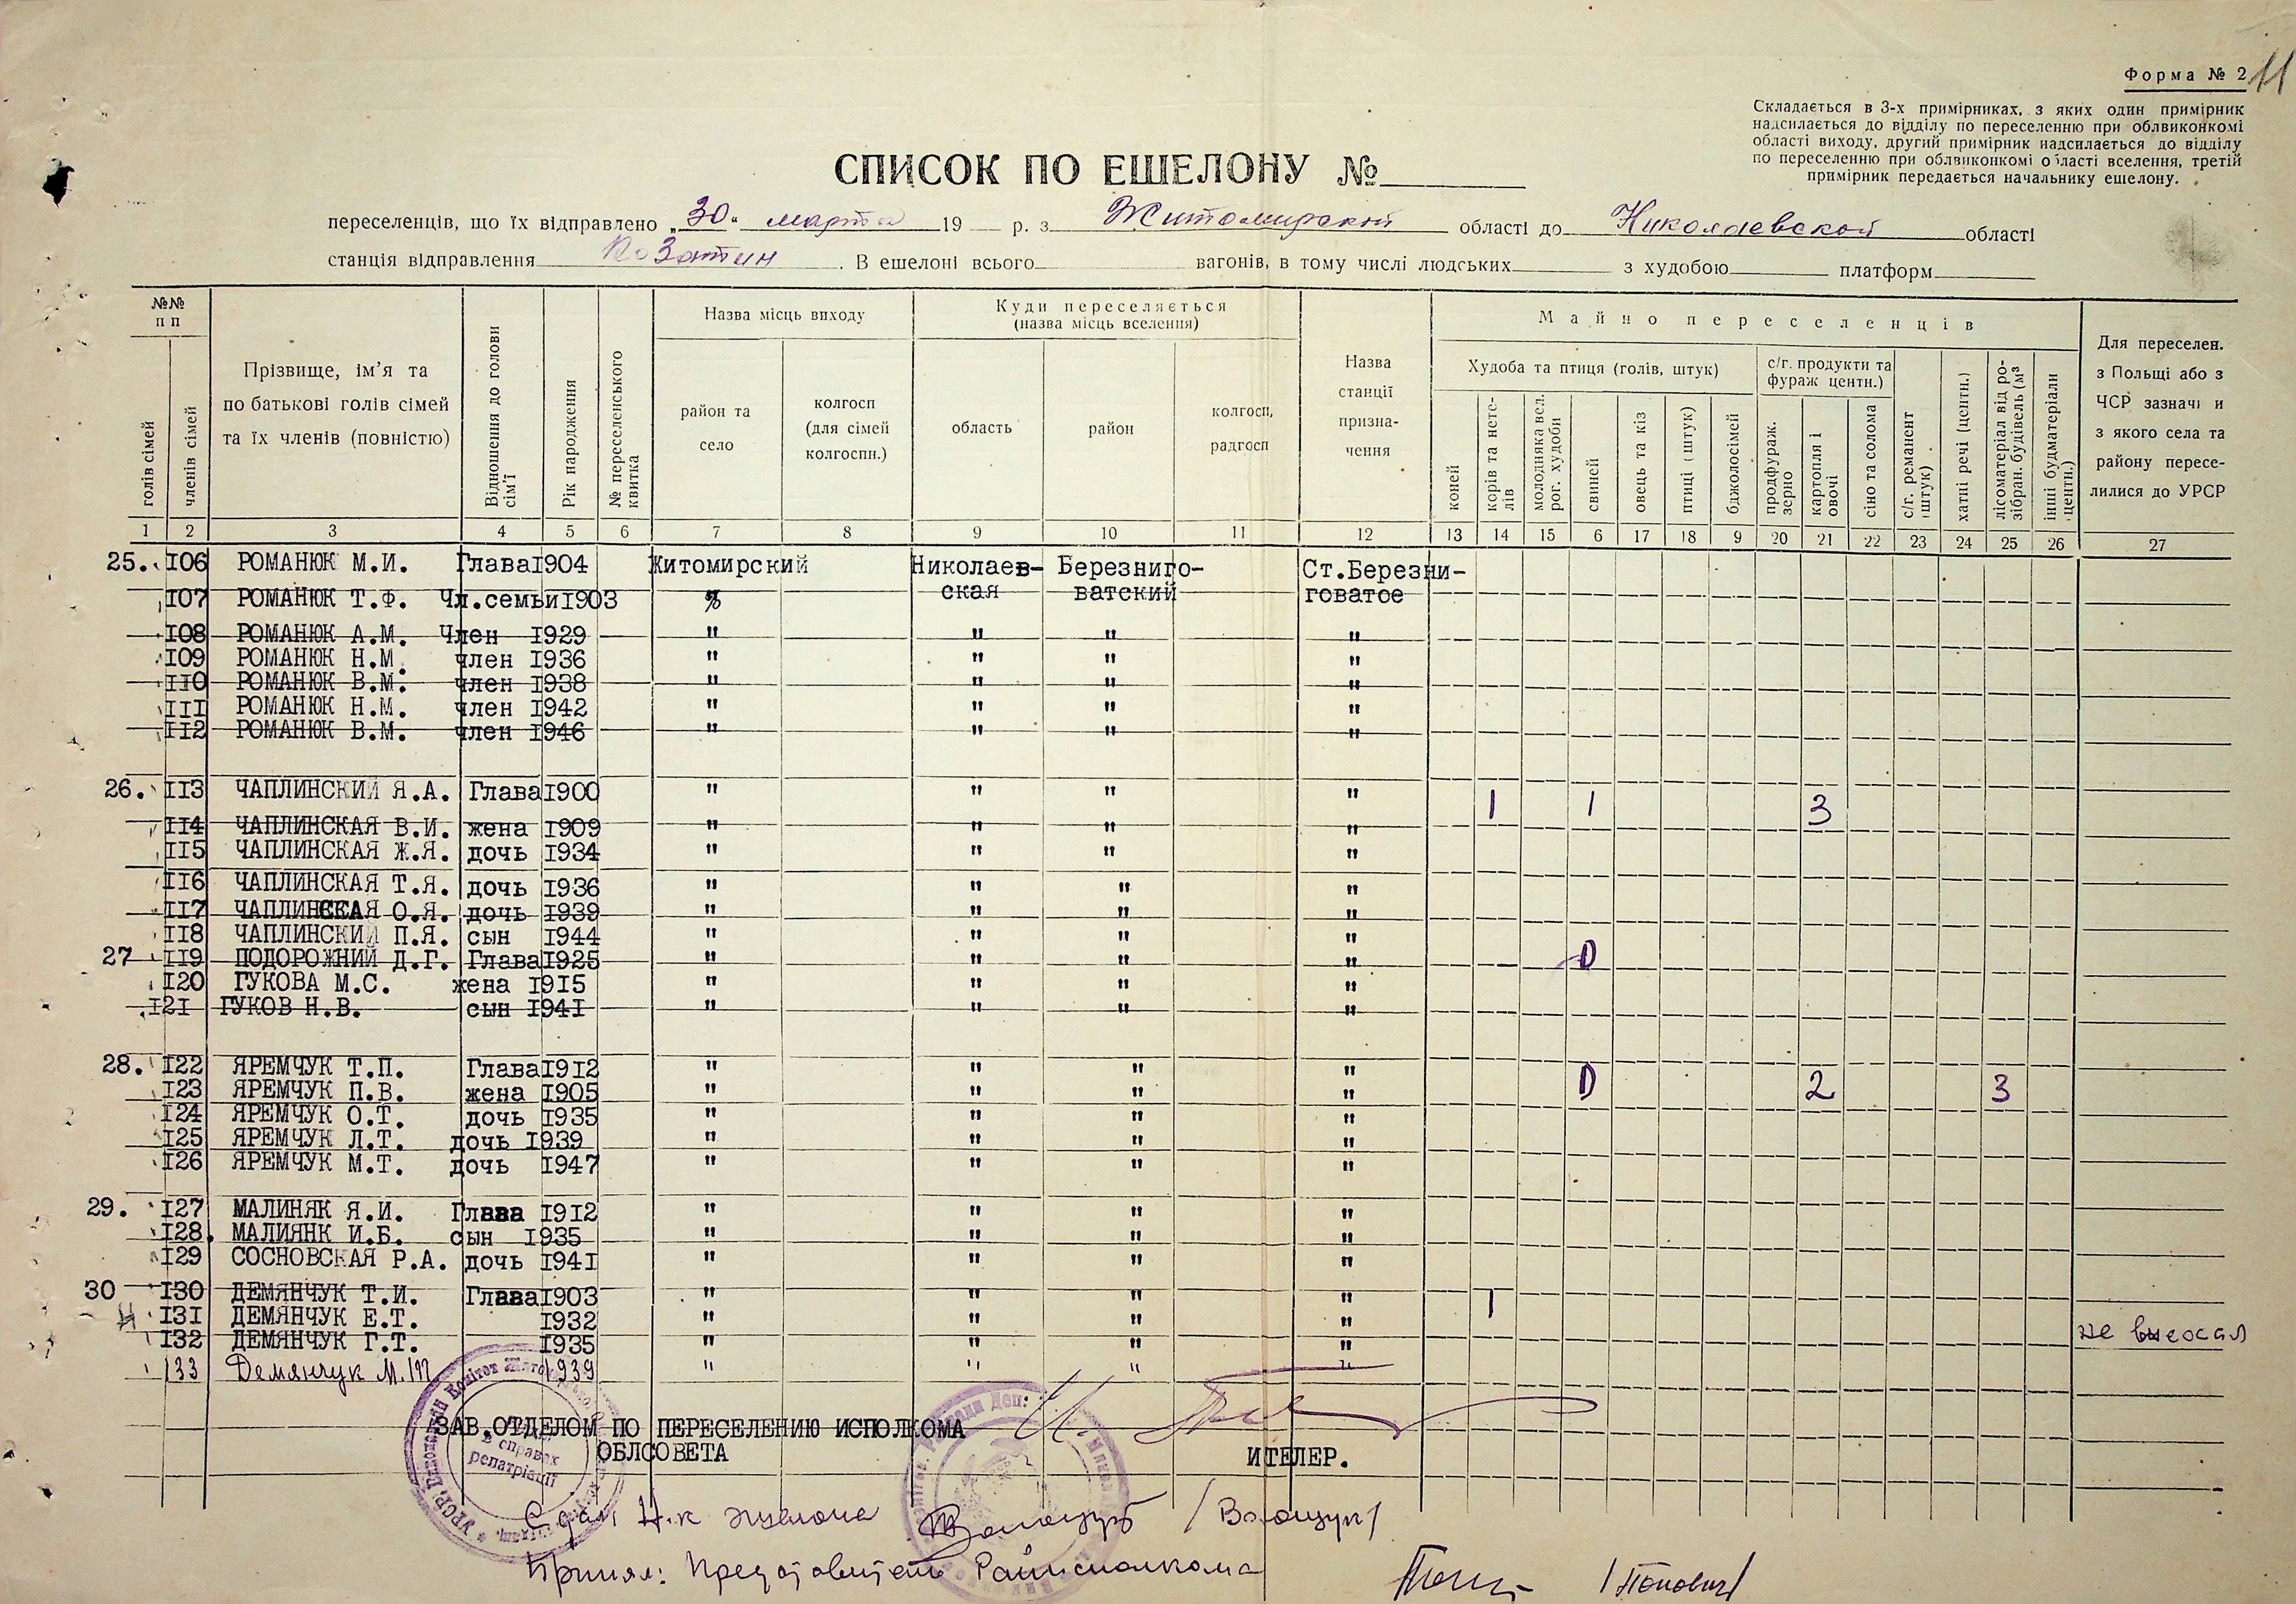 Форма № 2
11
Складається в 3-х примірниках, з яких один примірник
надсилається до відділу по переселенню при облвиконкомі
області виходу, другий примірник надсилається до відділу
по переселенню при облвиконкомі області вселення, третій
примірник передається начальнику ешелону.
СПИСОК ПО ЕШЕЛОНУ №
переселенців, що їх відправлено „30“ марта 19 р. з Житомирской області до Николаевской області
станція відправлення Козатин. В ешелоні всього вагонів, в тому числі людських з худобою платформ
№№ п п
голів сімей
членів сімей
Прізвище, ім’я та по батькові голів сімей та їх членів (повністю)
Відношення до голови сім’ї
Рік народження
№ переселенського квитка
Назва місць виходу
район та село
колгосп (для сімей колгоспн.)
Куди переселяється (назва місць вселення)
область
район
колгосп, радгосп
Назва станції призначення
Майно переселенців
Худоба та птиця (голів, штук)
коней
корів та нетелів
молодняка вел. рог. худоби
свиней
овець та кіз
птиці (штук)
бджолосімей
с/г. продукти та фураж центн.)
продфураж. зерно
картопля і овочі
сіно та солома
с/г. реманент (штук)
хатні речі (центн.)
лісоматеріал від розібран. будівель (м³
інші будматеріали (центн.)
Для переселен. з Польщі або з ЧСР зазначи и з якого села та району переселилися до УРСР
1 2 3 4 5 6 7 8 9 10 11 12 13 14 15 6 17 18 9 20 21 22 23 24 25 26 27
25. 106 РОМАНЮК М.И. Глава 1904 Житомирский Николаев- Березниго- Ст.Березни-
107 РОМАНЮК Т.Ф. Чл.семьи 1903 % ская ватский говатое
108 РОМАНЮК А.М. Член 1929 " " " "
109 РОМАНЮК Н.М. член 1936 " " " "
110 РОМАНЮК В.М. член 1938 " " " "
111 РОМАНЮК Н.М. член 1942 " " " "
112 РОМАНЮК В.М. член 1946 " " " "
26. 113 ЧАПЛИНСКИЙ Я.А. Глава 1900 " " " " 1 1 3
114 ЧАПЛИНСКАЯ В.И. жена 1909 " " " "
115 ЧАПЛИНСКАЯ Ж.Я. дочь 1934 " " " "
116 ЧАПЛИНСКАЯ Т.Я. дочь 1936 " " " "
117 ЧАПЛИНСКАЯ О.Я. дочь 1939 " " " "
118 ЧАПЛИНСКИЙ П.Я. сын 1944 " " " "
27 119 ПОДОРОЖНИЙ Д.Г. Глава 1925 " " " "
120 ГУКОВА М.С. жена 1915 " " " "
121 ГУКОВ Н.В. сын 1941 " " " "
28. 122 ЯРЕМЧУК Т.П. Глава 1912 " " " "
123 ЯРЕМЧУК П.В. жена 1905 " " " " 2 3
124 ЯРЕМЧУК О.Т. дочь 1935 " " " "
125 ЯРЕМЧУК Л.Т. дочь 1939 " " " "
126 ЯРЕМЧУК М.Т. дочь 1947 " " " "
29. 127 МАЛИНЯК Я.И. Глава 1912 " " " "
128. МАЛИЯНК И.Б. сын 1935 " " " "
129 СОСНОВСКАЯ Р.А. дочь 1941 " " " "
30 130 ДЕМЯНЧУК Т.И. Глава 1903 " " " " 1
131 ДЕМЯНЧУК Е.Т. 1932 " " " "
132 ДЕМЯНЧУК Г.Т. 1935 " " " " не
133 Демянчук М.Т. 1939 " " " "
ЗАВ.ОТДЕЛОМ ПО ПЕРЕСЕЛЕНИЮ ИСПОЛКОМА
ОБЛСОВЕТА ИТЕЛЕР.
в справах
репатріації
Сдал: Н-к эшелона /Волощук/
Принял: Представитель Райисполкома /Попович/